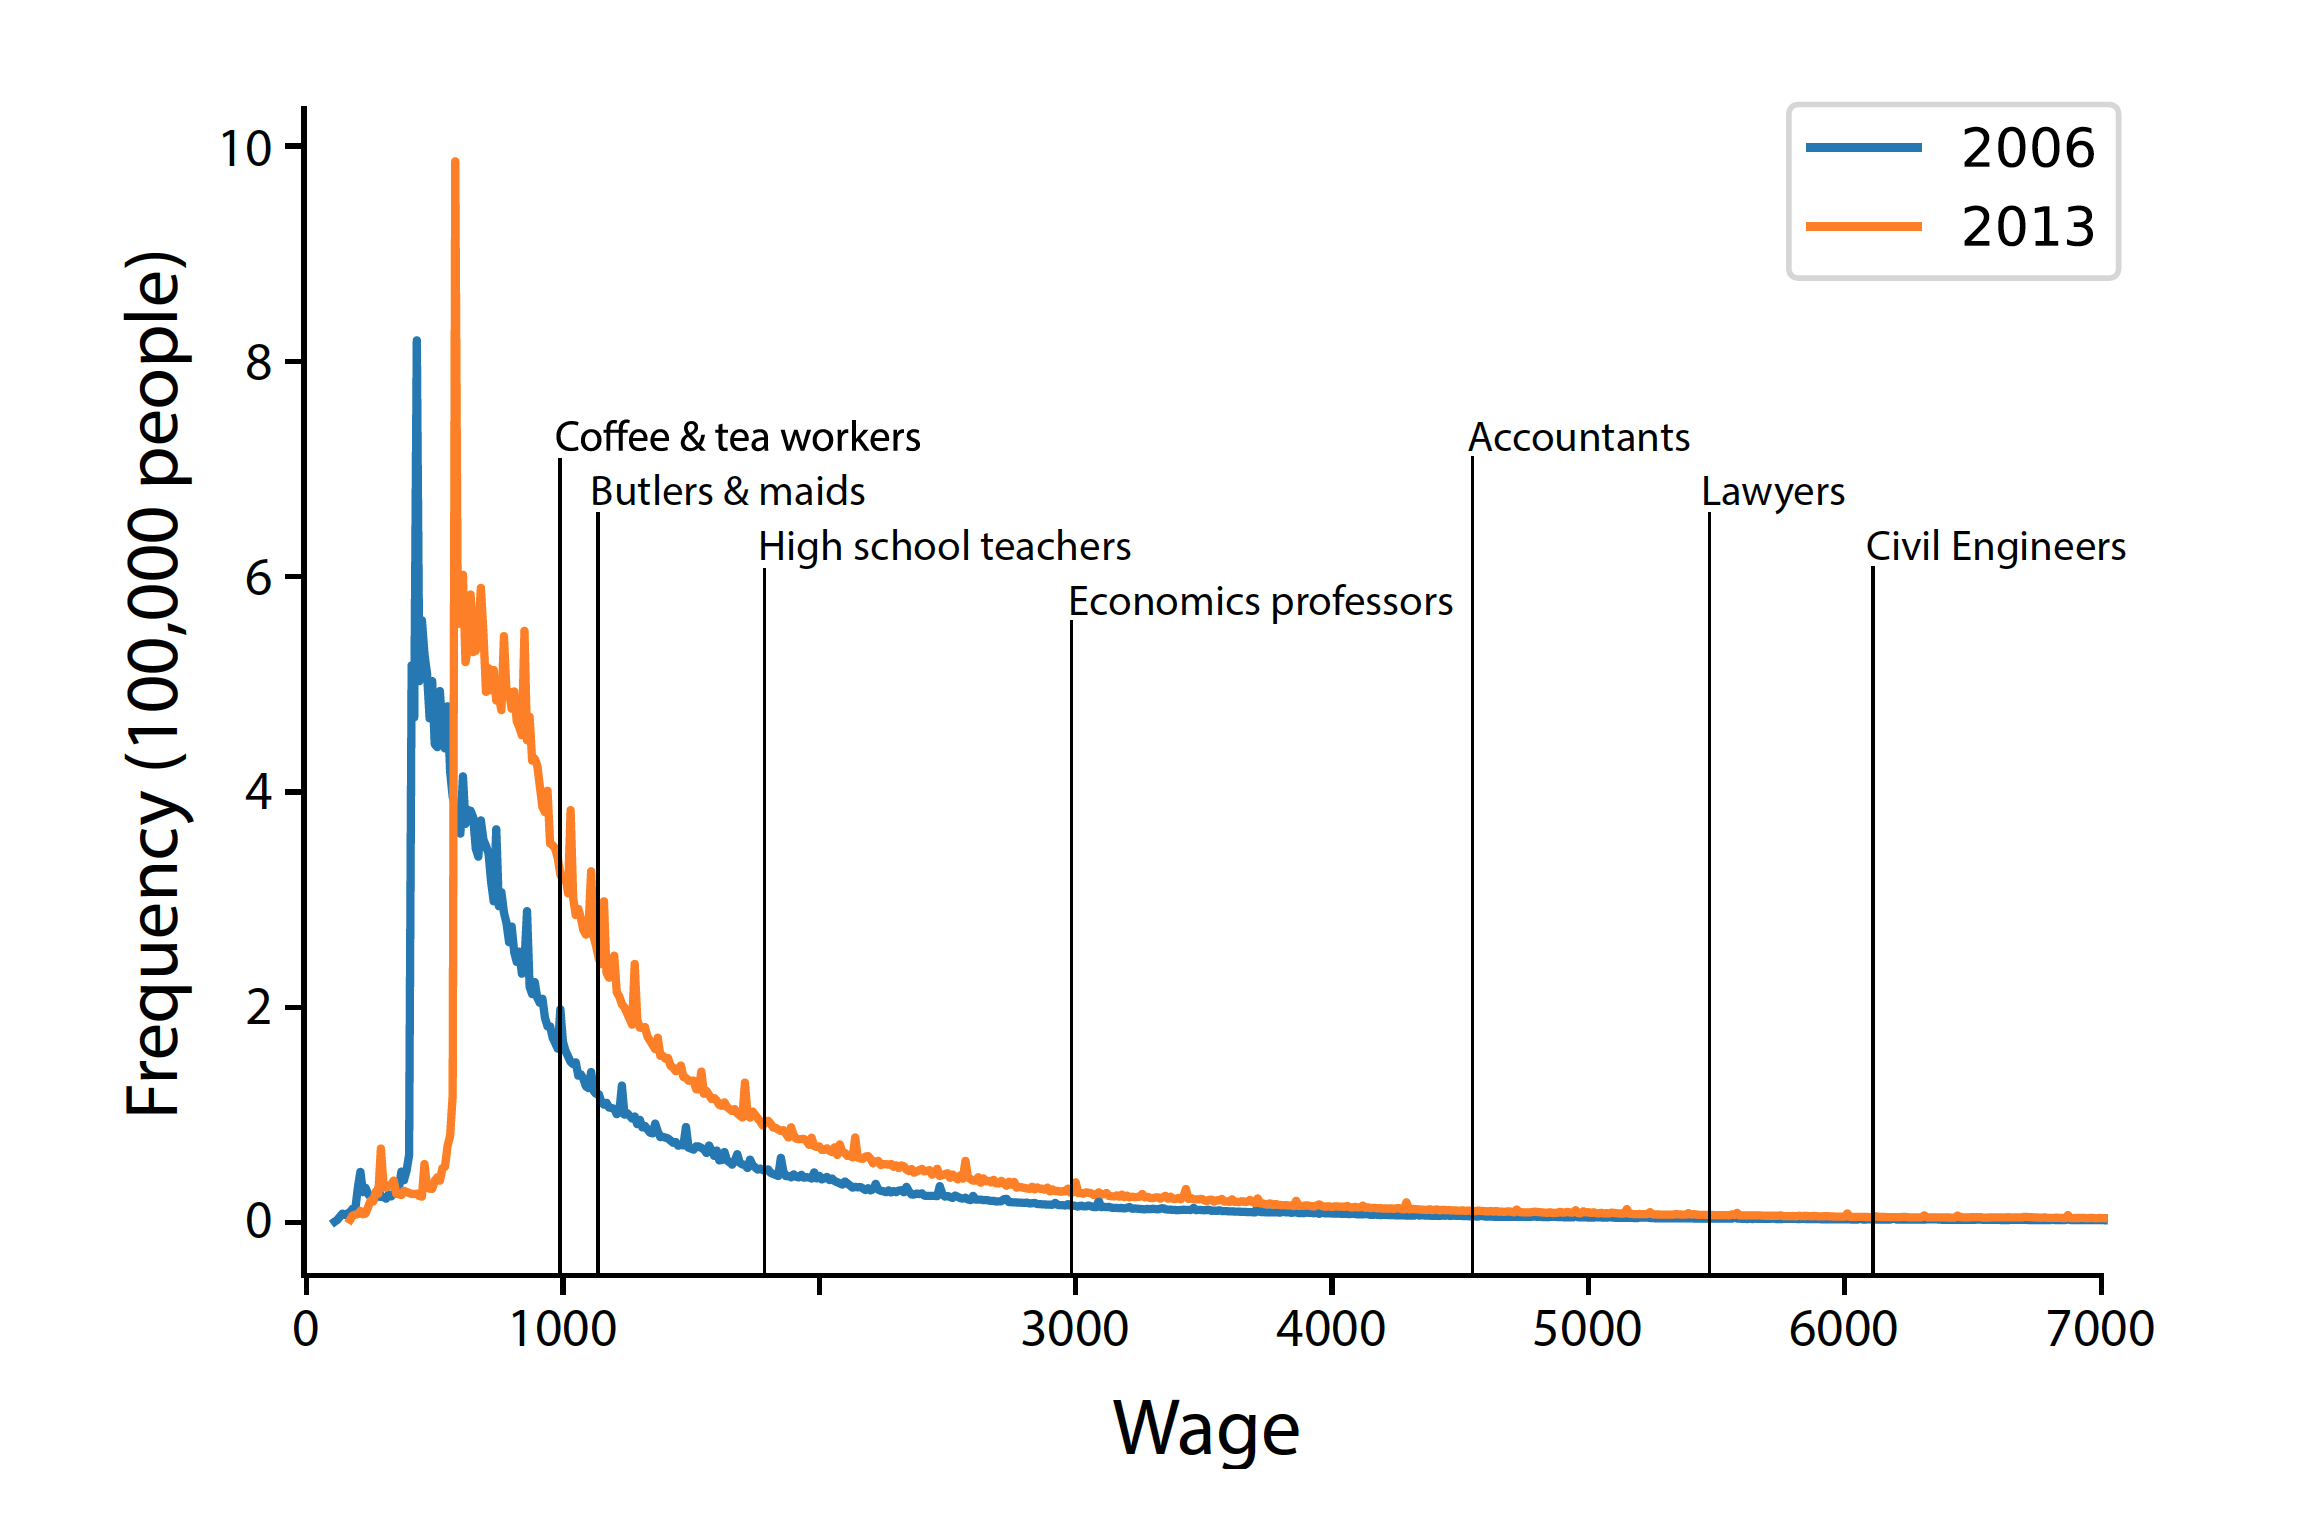 2006
2013
Frequency (100,000 people)
10
8
6
4
2
0
Coffee & tea workers
Butlers & maids
High school teachers
Economics professors
Accountants
Lawyers
Civil Engineers
0 1000 3000 4000 5000 6000 7000
Wage